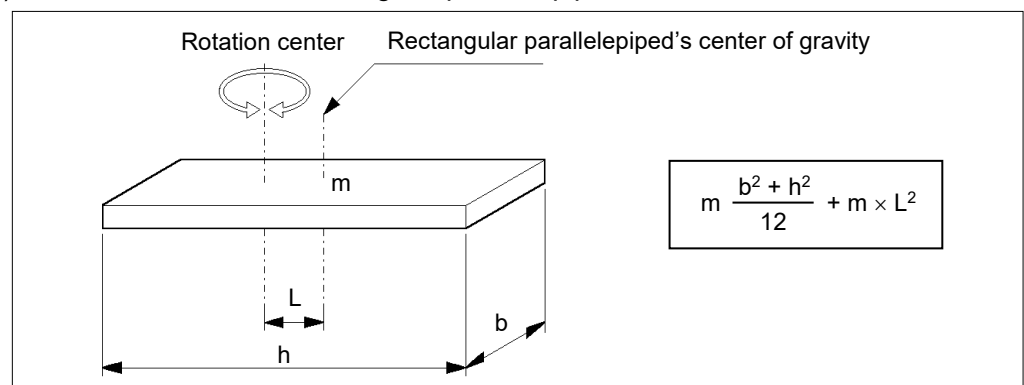 Rotation center
Rectangular parallelepiped’s center of gravity
m
m b² + h² / 12 + m × L²
L
b
h